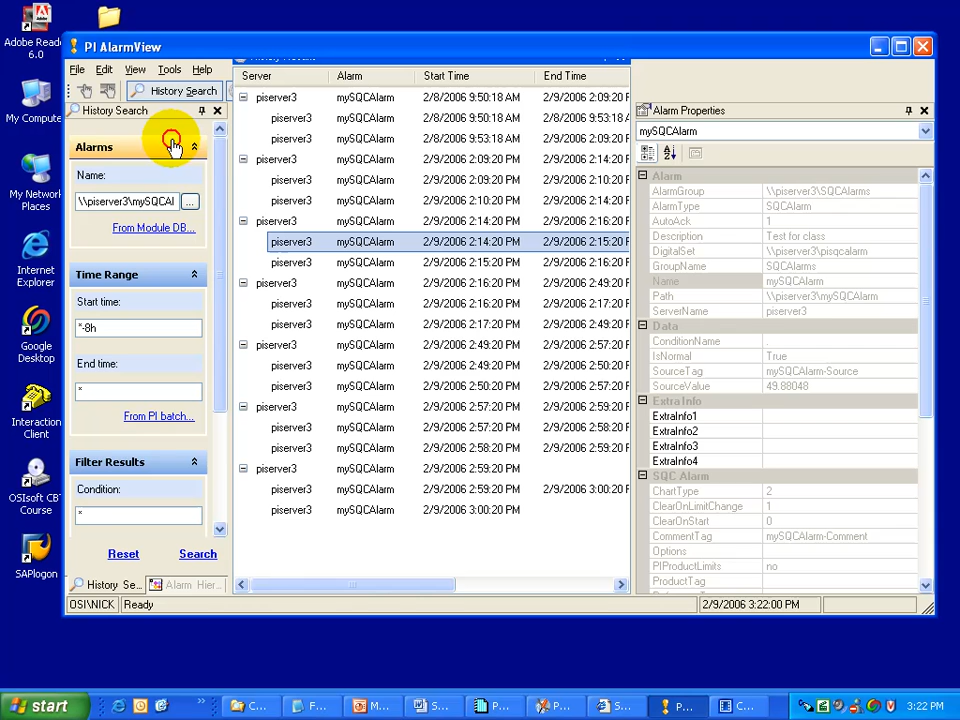 Adobe Read
6.0
My Compute
My Network
Places
Internet
Explorer
Google
Desktop
Interaction
Client
OSIsoft CBT
Course
SAPlogon
PI AlarmView
File Edit View Tools Help
History Search
History Search
Alarms
Name:
\\piserver3\mySQCAl
...
From Module DB...
Time Range
Start time:
*-8h
End time:
*
From PI batch...
Filter Results
Condition:
*
Reset Search
History Se... Alarm Hier...
Server Alarm Start Time End Time
piserver3 mySQCAlarm 2/8/2006 9:50:18 AM 2/9/2006 2:09:20 P
piserver3 mySQCAlarm 2/8/2006 9:50:18 AM 2/8/2006 9:53:18 A
piserver3 mySQCAlarm 2/8/2006 9:53:18 AM 2/9/2006 2:09:20 P
piserver3 mySQCAlarm 2/9/2006 2:09:20 PM 2/9/2006 2:14:20 P
piserver3 mySQCAlarm 2/9/2006 2:09:20 PM 2/9/2006 2:10:20 P
piserver3 mySQCAlarm 2/9/2006 2:10:20 PM 2/9/2006 2:14:20 P
piserver3 mySQCAlarm 2/9/2006 2:14:20 PM 2/9/2006 2:16:20 P
piserver3 mySQCAlarm 2/9/2006 2:14:20 PM 2/9/2006 2:15:20 P
piserver3 mySQCAlarm 2/9/2006 2:15:20 PM 2/9/2006 2:16:20 P
piserver3 mySQCAlarm 2/9/2006 2:16:20 PM 2/9/2006 2:49:20 P
piserver3 mySQCAlarm 2/9/2006 2:16:20 PM 2/9/2006 2:17:20 P
piserver3 mySQCAlarm 2/9/2006 2:17:20 PM 2/9/2006 2:49:20 P
piserver3 mySQCAlarm 2/9/2006 2:49:20 PM 2/9/2006 2:57:20 P
piserver3 mySQCAlarm 2/9/2006 2:49:20 PM 2/9/2006 2:50:20 P
piserver3 mySQCAlarm 2/9/2006 2:50:20 PM 2/9/2006 2:57:20 P
piserver3 mySQCAlarm 2/9/2006 2:57:20 PM 2/9/2006 2:59:20 P
piserver3 mySQCAlarm 2/9/2006 2:57:20 PM 2/9/2006 2:58:20 P
piserver3 mySQCAlarm 2/9/2006 2:58:20 PM 2/9/2006 2:59:20 P
piserver3 mySQCAlarm 2/9/2006 2:59:20 PM
piserver3 mySQCAlarm 2/9/2006 2:59:20 PM 2/9/2006 3:00:20 P
piserver3 mySQCAlarm 2/9/2006 3:00:20 PM
Alarm Properties
mySQCAlarm
Alarm
AlarmGroup \\piserver3\SQCAlarms
AlarmType SQCAlarm
AutoAck 1
Description Test for class
DigitalSet \\piserver3\pisqcalarm
GroupName SQCAlarms
Name mySQCAlarm
Path \\piserver3\mySQCAlarm
ServerName piserver3
Data
ConditionName .
IsNormal True
SourceTag mySQCAlarm-Source
SourceValue 49.88048
Extra Info
ExtraInfo1
ExtraInfo2
ExtraInfo3
ExtraInfo4
SQC Alarm
ChartType 2
ClearOnLimitChange 1
ClearOnStart 0
CommentTag mySQCAlarm-Comment
Options
PIProductLimits no
ProductTag
OSI\NICK Ready 2/9/2006 3:22:00 PM
start C... F... M... S... P... P... S... P... C... 3:22 PM